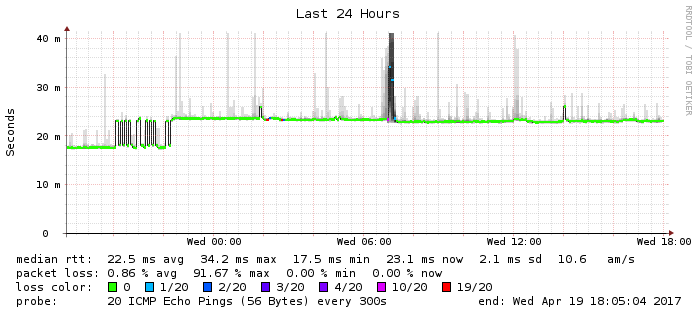 Last 24 Hours
RRDTOOL / TOBI OETIKER
Seconds
40 m
30 m
20 m
10 m
0
Wed 00:00 Wed 06:00 Wed 12:00 Wed 18:00
median rtt: 22.5 ms avg 34.2 ms max 17.5 ms min 23.1 ms now 2.1 ms sd 10.6 am/s
packet loss: 0.86 % avg 91.67 % max 0.00 % min 0.00 % now
loss color: 0 1/20 2/20 3/20 4/20 10/20 19/20
probe: 20 ICMP Echo Pings (56 Bytes) every 300s end: Wed Apr 19 18:05:04 2017